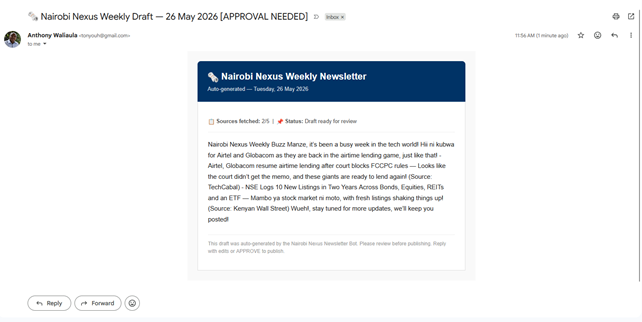 🗞️ Nairobi Nexus Weekly Draft — 26 May 2026 [APPROVAL NEEDED]
Inbox ×
Anthony Waliaula <tonyouh@gmail.com>
to me
11:56 AM (1 minute ago)
🗞️ Nairobi Nexus Weekly Newsletter
Auto-generated — Tuesday, 26 May 2026
📋 Sources fetched: 2/5 | 📌 Status: Draft ready for review
Nairobi Nexus Weekly Buzz Manze, it's been a busy week in the tech world! Hii ni kubwa
for Airtel and Globacom as they are back in the airtime lending game, just like that! -
Airtel, Globacom resume airtime lending after court blocks FCCPC rules — Looks like
the court didn't get the memo, and these giants are ready to lend again! (Source:
TechCabal) - NSE Logs 10 New Listings in Two Years Across Bonds, Equities, REITs
and an ETF — Mambo ya stock market ni moto, with fresh listings shaking things up!
(Source: Kenyan Wall Street) Wueh!, stay tuned for more updates, we'll keep you
posted!
This draft was auto-generated by the Nairobi Nexus Newsletter Bot. Please review before publishing. Reply
with edits or APPROVE to publish.
Reply
Forward